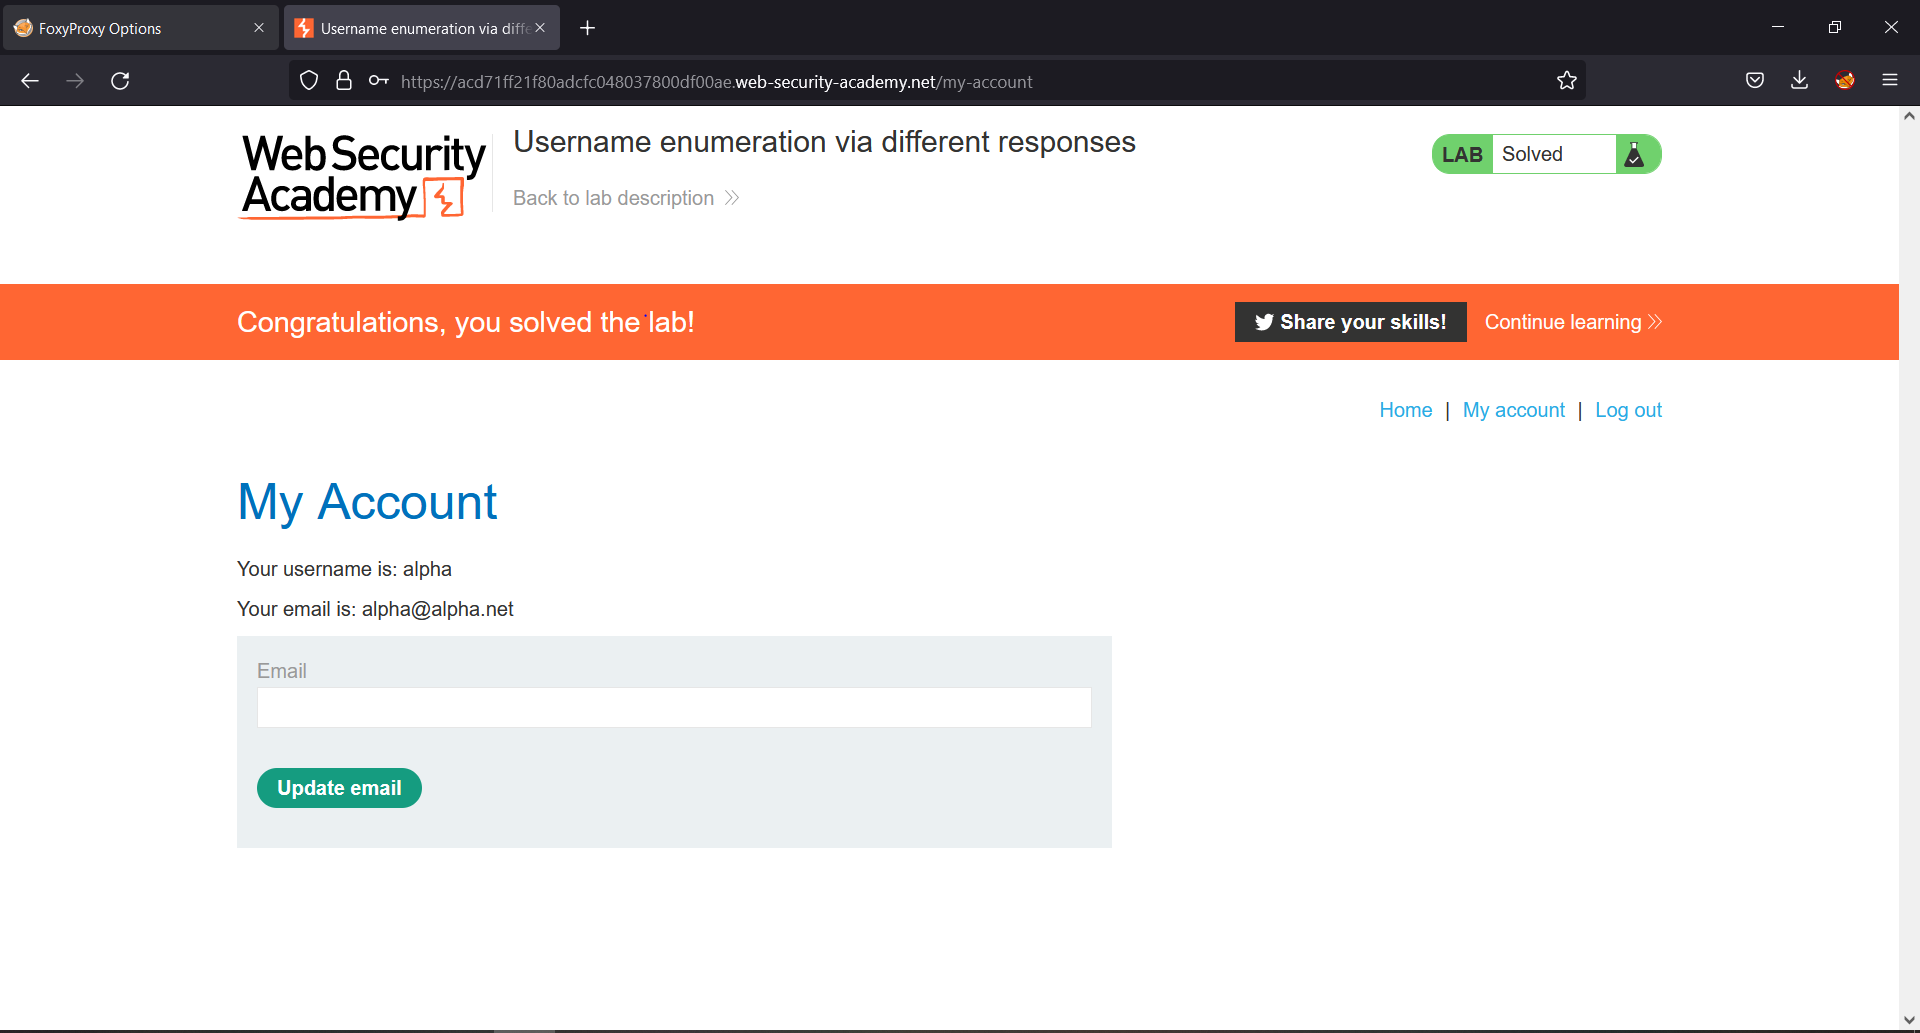 FoxyProxy Options
Username enumeration via diffe
https://acd71ff21f80adcfc048037800df00ae.web-security-academy.net/my-account
Web Security
Academy
Username enumeration via different responses
Back to lab description
LAB Solved
Congratulations, you solved the lab!
Share your skills!
Continue learning
Home | My account | Log out
My Account
Your username is: alpha
Your email is: alpha@alpha.net
Email
Update email